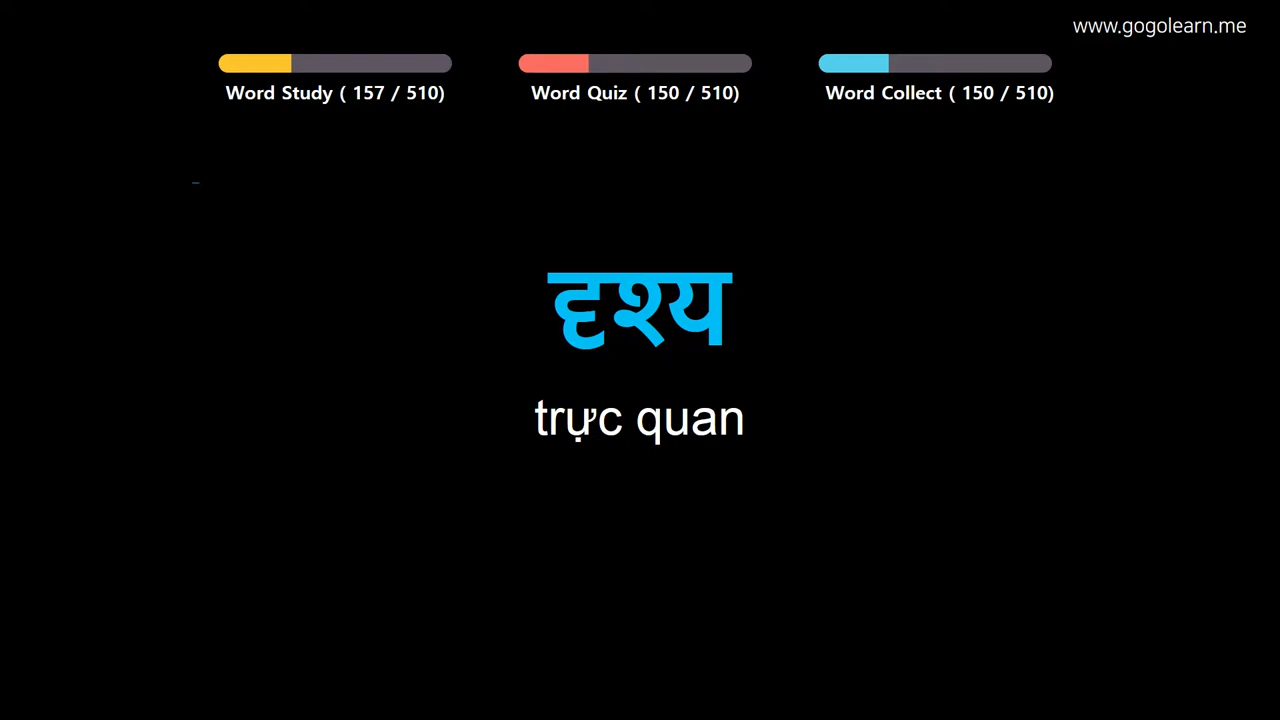 www.gogolearn.me
Word Study ( 157 / 510)
Word Quiz ( 150 / 510)
Word Collect ( 150 / 510)
दृश्य
trực quan